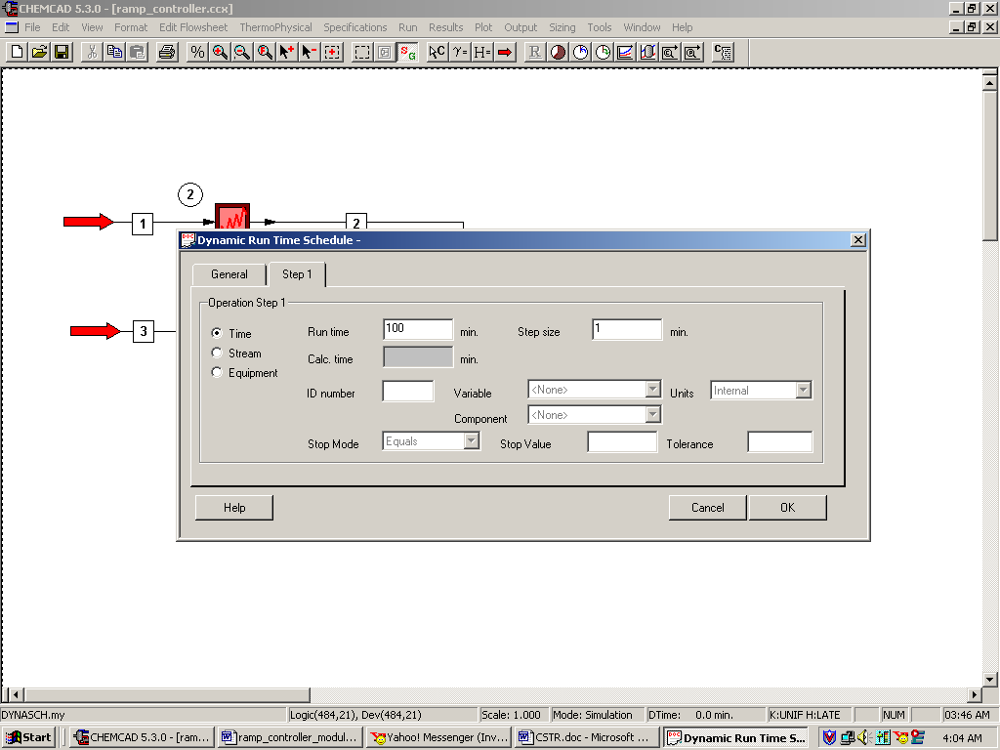 CHEMCAD 5.3.0 - [ramp_controller.ccx]
File Edit View Format Edit Flowsheet ThermoPhysical Specifications Run Results Plot Output Sizing Tools Window Help
% S G C γ= H= R C
2
1 2
Dynamic Run Time Schedule -
General Step 1
Operation Step 1
Time Run time 100 min. Step size 1 min.
3
Stream Calc. time min.
Equipment
ID number Variable <None> Units Internal
Component <None>
Stop Mode Equals Stop Value Tolerance
Help Cancel OK
DYNASCH.my Logic(484,21), Dev(484,21) Scale: 1.000 Mode: Simulation DTime: 0.0 min. K:UNIF H:LATE NUM 03:46 AM
Start CHEMCAD 5.3.0 - [ram... ramp_controller_modul... Yahoo! Messenger (Inv... CSTR.doc - Microsoft ... Dynamic Run Time S... 4:04 AM